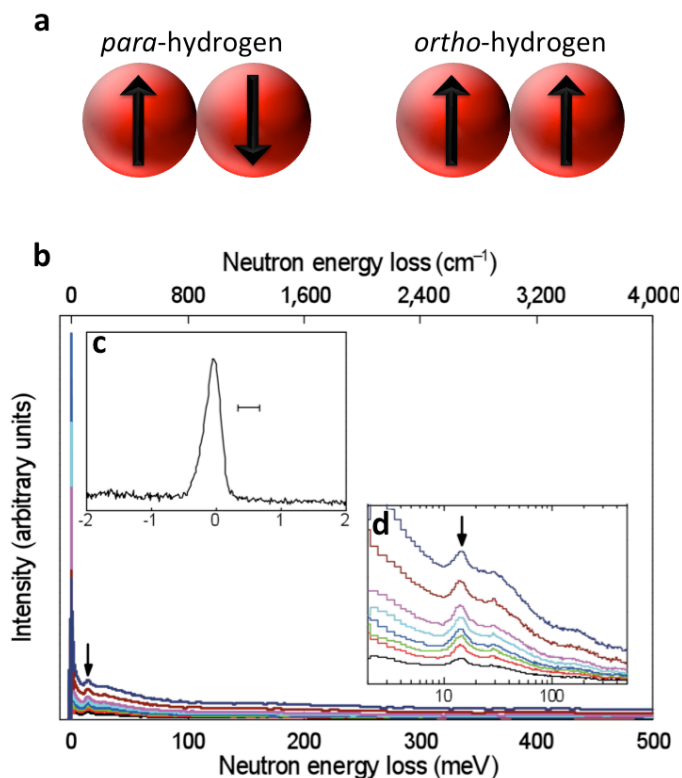 a
para-hydrogen ortho-hydrogen
b
Neutron energy loss (cm⁻¹)
0 800 1,600 2,400 3,200 4,000
Intensity (arbitrary units)
c
-2 -1 0 1 2
d
10 100
0 100 200 300 400 500
Neutron energy loss (meV)